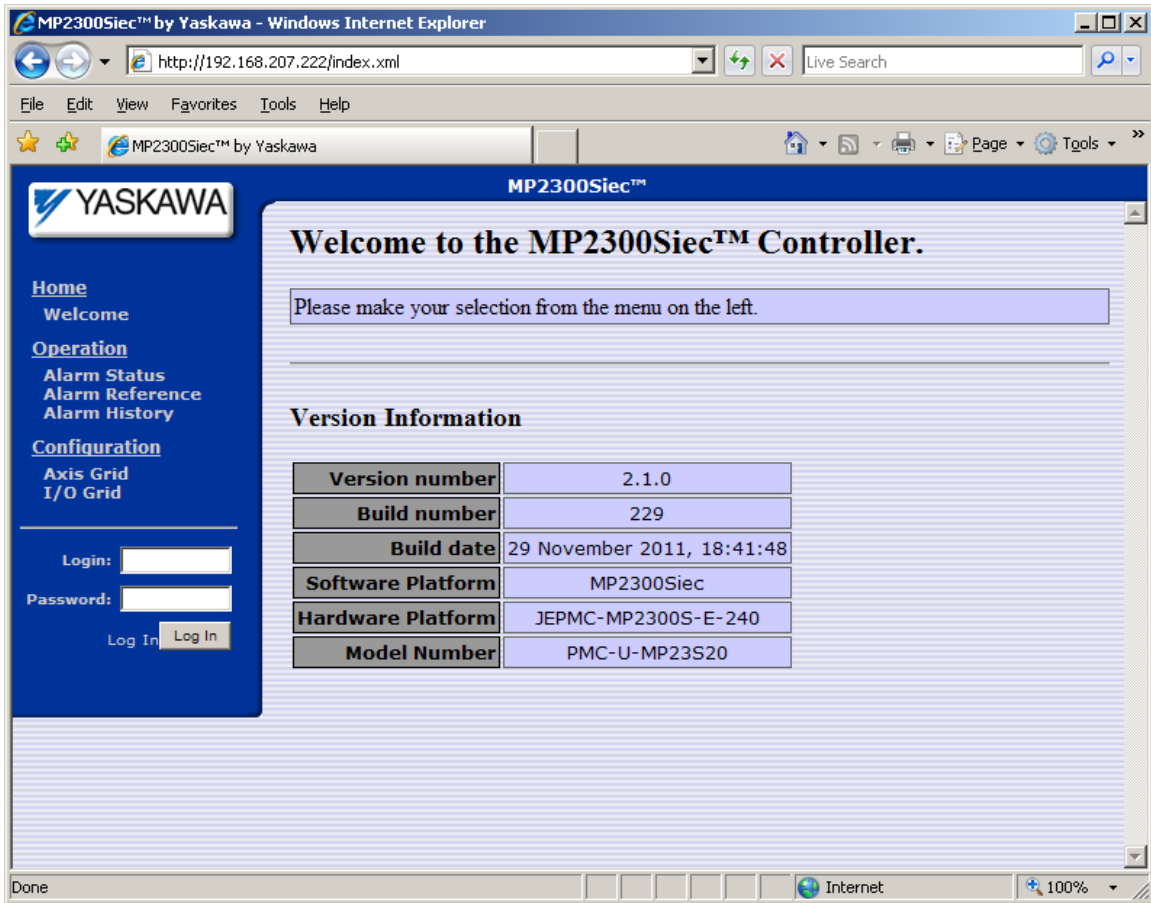 MP2300Siec™ by Yaskawa - Windows Internet Explorer
http://192.168.207.222/index.xml
Live Search
File Edit View Favorites Tools Help
MP2300Siec™ by Yaskawa
Page Tools »
YASKAWA
MP2300Siec™
Home
Welcome
Operation
Alarm Status
Alarm Reference
Alarm History
Configuration
Axis Grid
I/O Grid
Login:
Password:
Log In Log In
Welcome to the MP2300Siec™ Controller.
Please make your selection from the menu on the left.
Version Information
Version number 2.1.0
Build number 229
Build date 29 November 2011, 18:41:48
Software Platform MP2300Siec
Hardware Platform JEPMC-MP2300S-E-240
Model Number PMC-U-MP23S20
Done Internet 100%